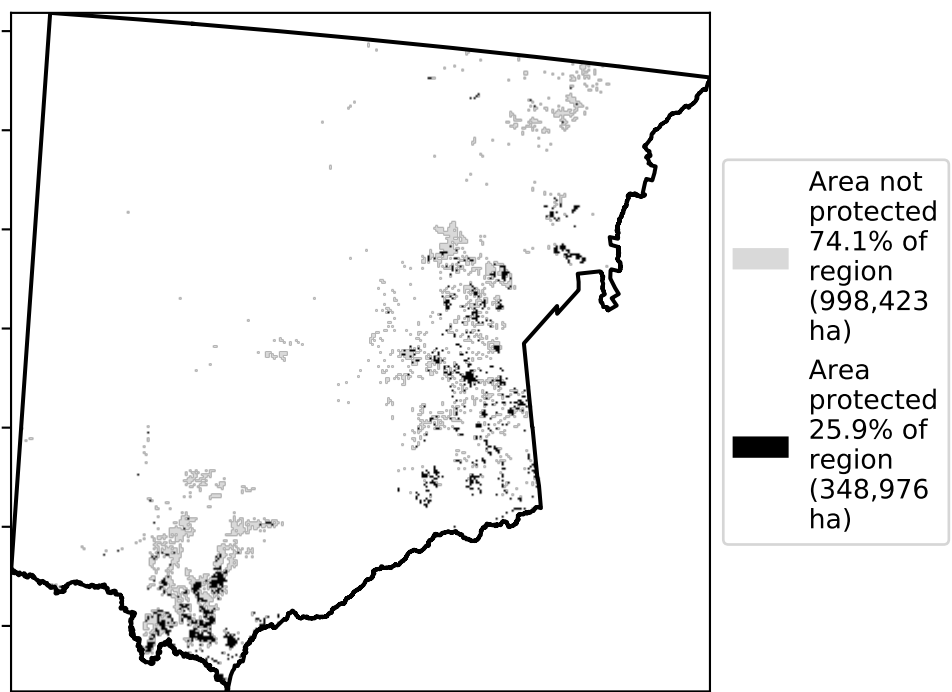 Area not
protected
74.1% of
region
(998,423
ha)
Area
protected
25.9% of
region
(348,976
ha)